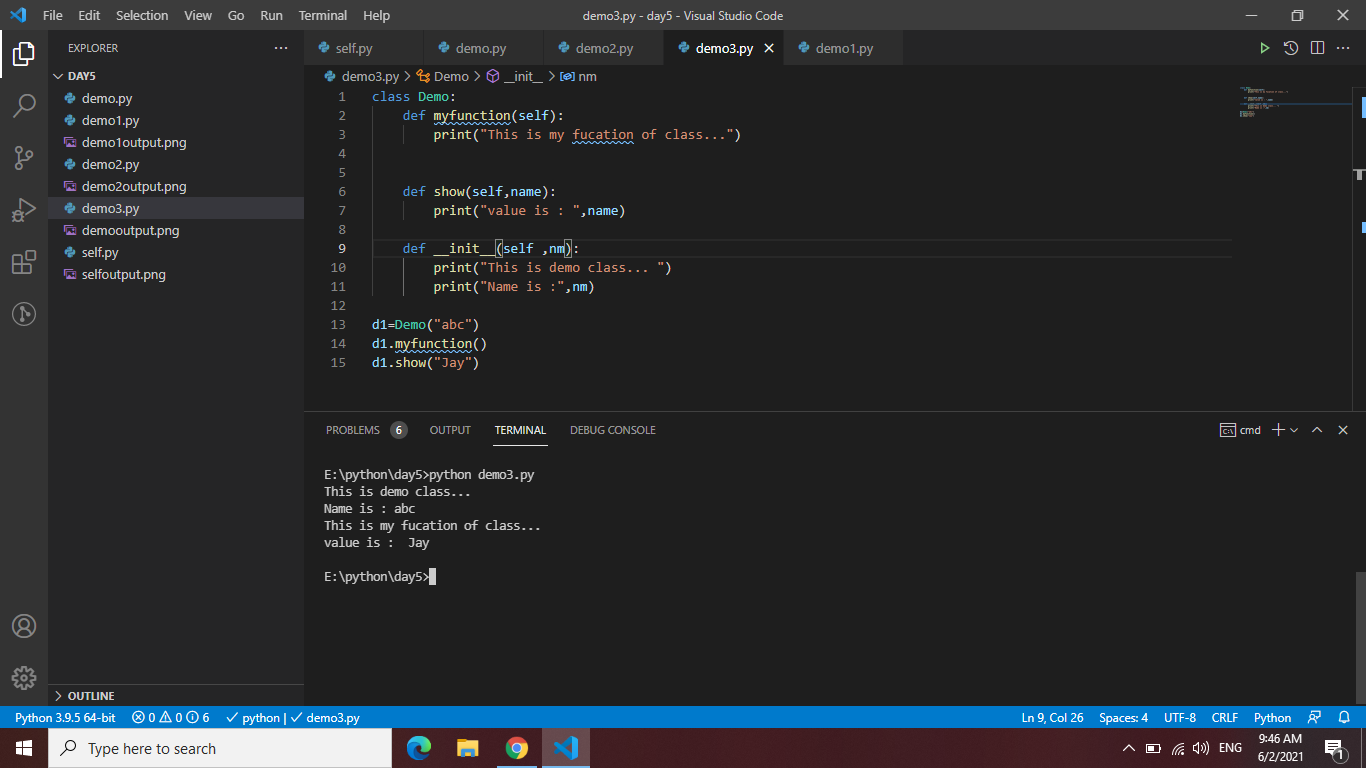 File Edit Selection View Go Run Terminal Help demo3.py - day5 - Visual Studio Code
EXPLORER
DAY5
demo.py
demo1.py
demo1output.png
demo2.py
demo2output.png
demo3.py
demooutput.png
self.py
selfoutput.png
OUTLINE
self.py demo.py demo2.py demo3.py demo1.py
demo3.py > Demo > __init__ > nm
1 class Demo:
2 def myfunction(self):
3 print("This is my fucation of class...")
4
5
6 def show(self,name):
7 print("value is : ",name)
8
9 def __init__(self ,nm):
10 print("This is demo class... ")
11 print("Name is :",nm)
12
13 d1=Demo("abc")
14 d1.myfunction()
15 d1.show("Jay")
PROBLEMS 6 OUTPUT TERMINAL DEBUG CONSOLE cmd
E:\python\day5>python demo3.py
This is demo class...
Name is : abc
This is my fucation of class...
value is :  Jay
E:\python\day5>
Python 3.9.5 64-bit 0 0 6 python | demo3.py Ln 9, Col 26 Spaces: 4 UTF-8 CRLF Python
Type here to search ENG 9:46 AM
6/2/2021 1